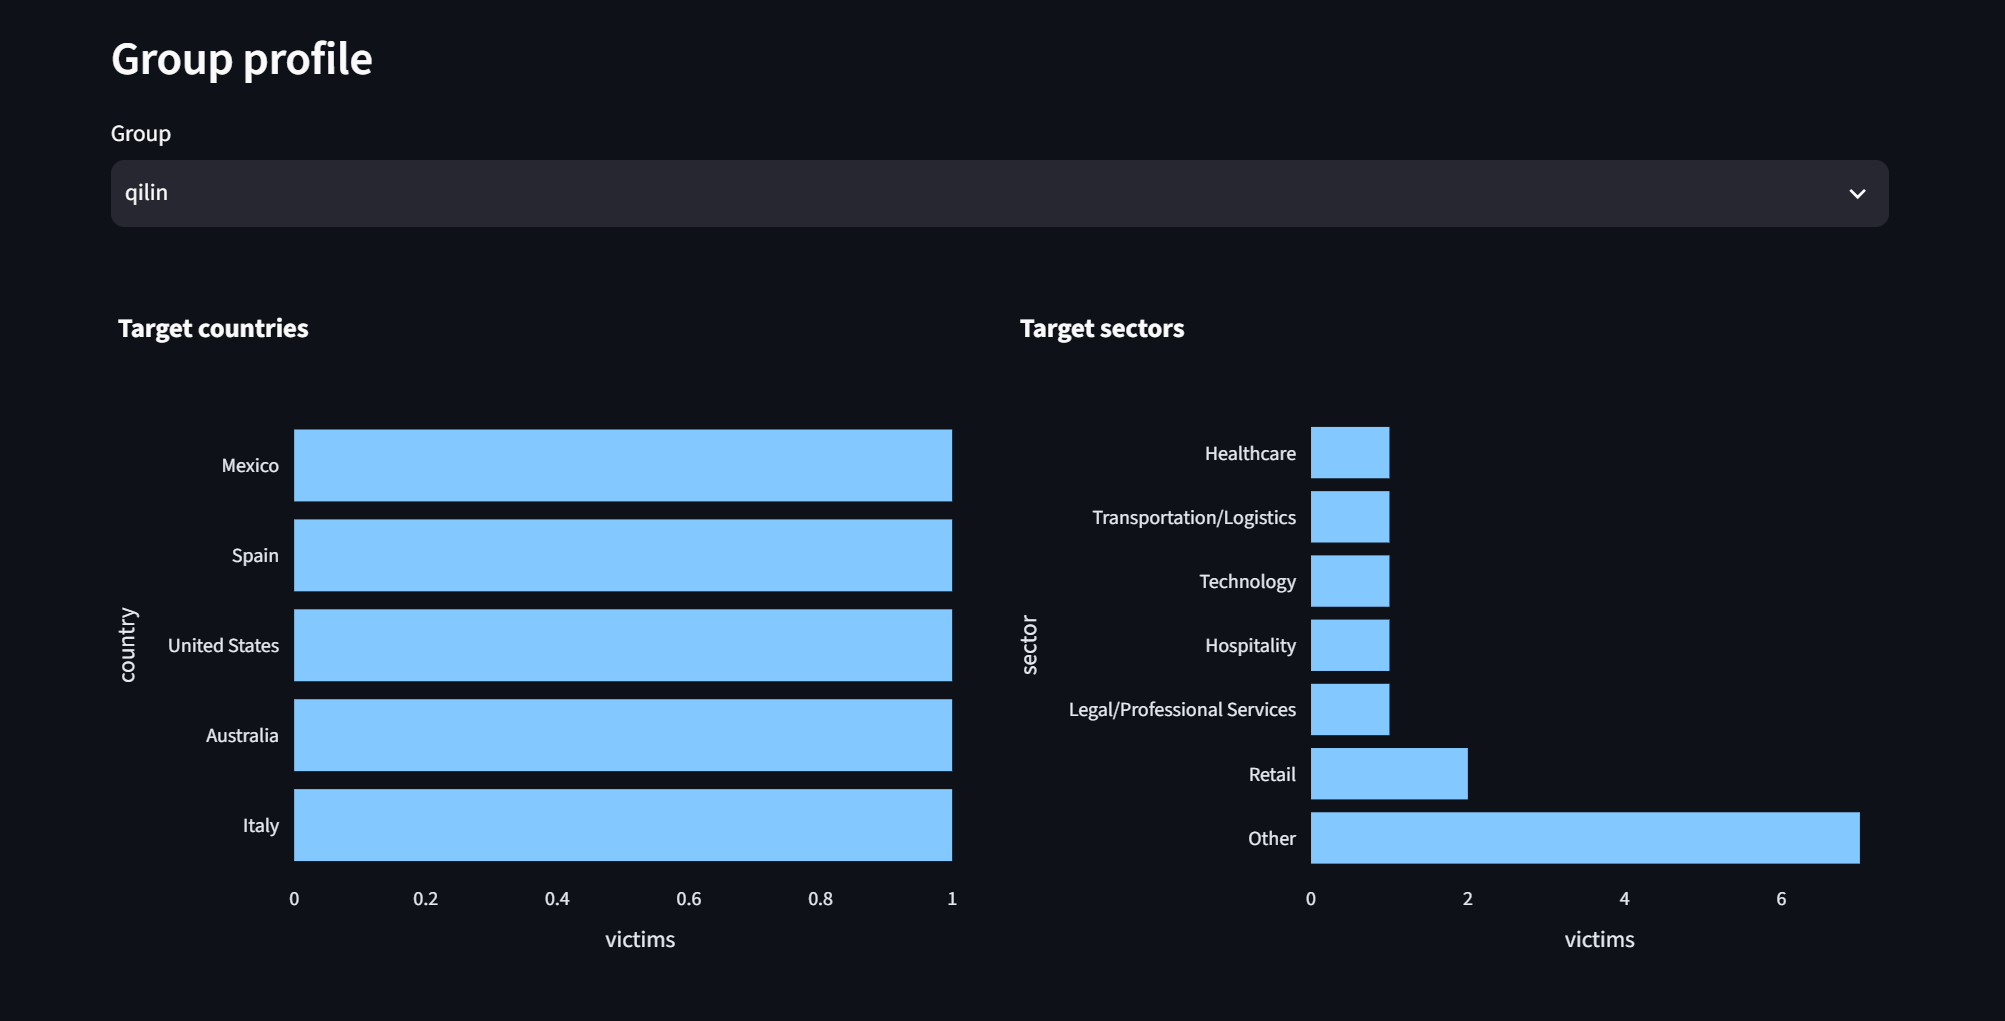 Group profile
Group
qilin
Target countries
Mexico
Spain
United States
Australia
Italy
country
0 0.2 0.4 0.6 0.8 1
victims
Target sectors
Healthcare
Transportation/Logistics
Technology
Hospitality
Legal/Professional Services
Retail
Other
sector
0 2 4 6
victims